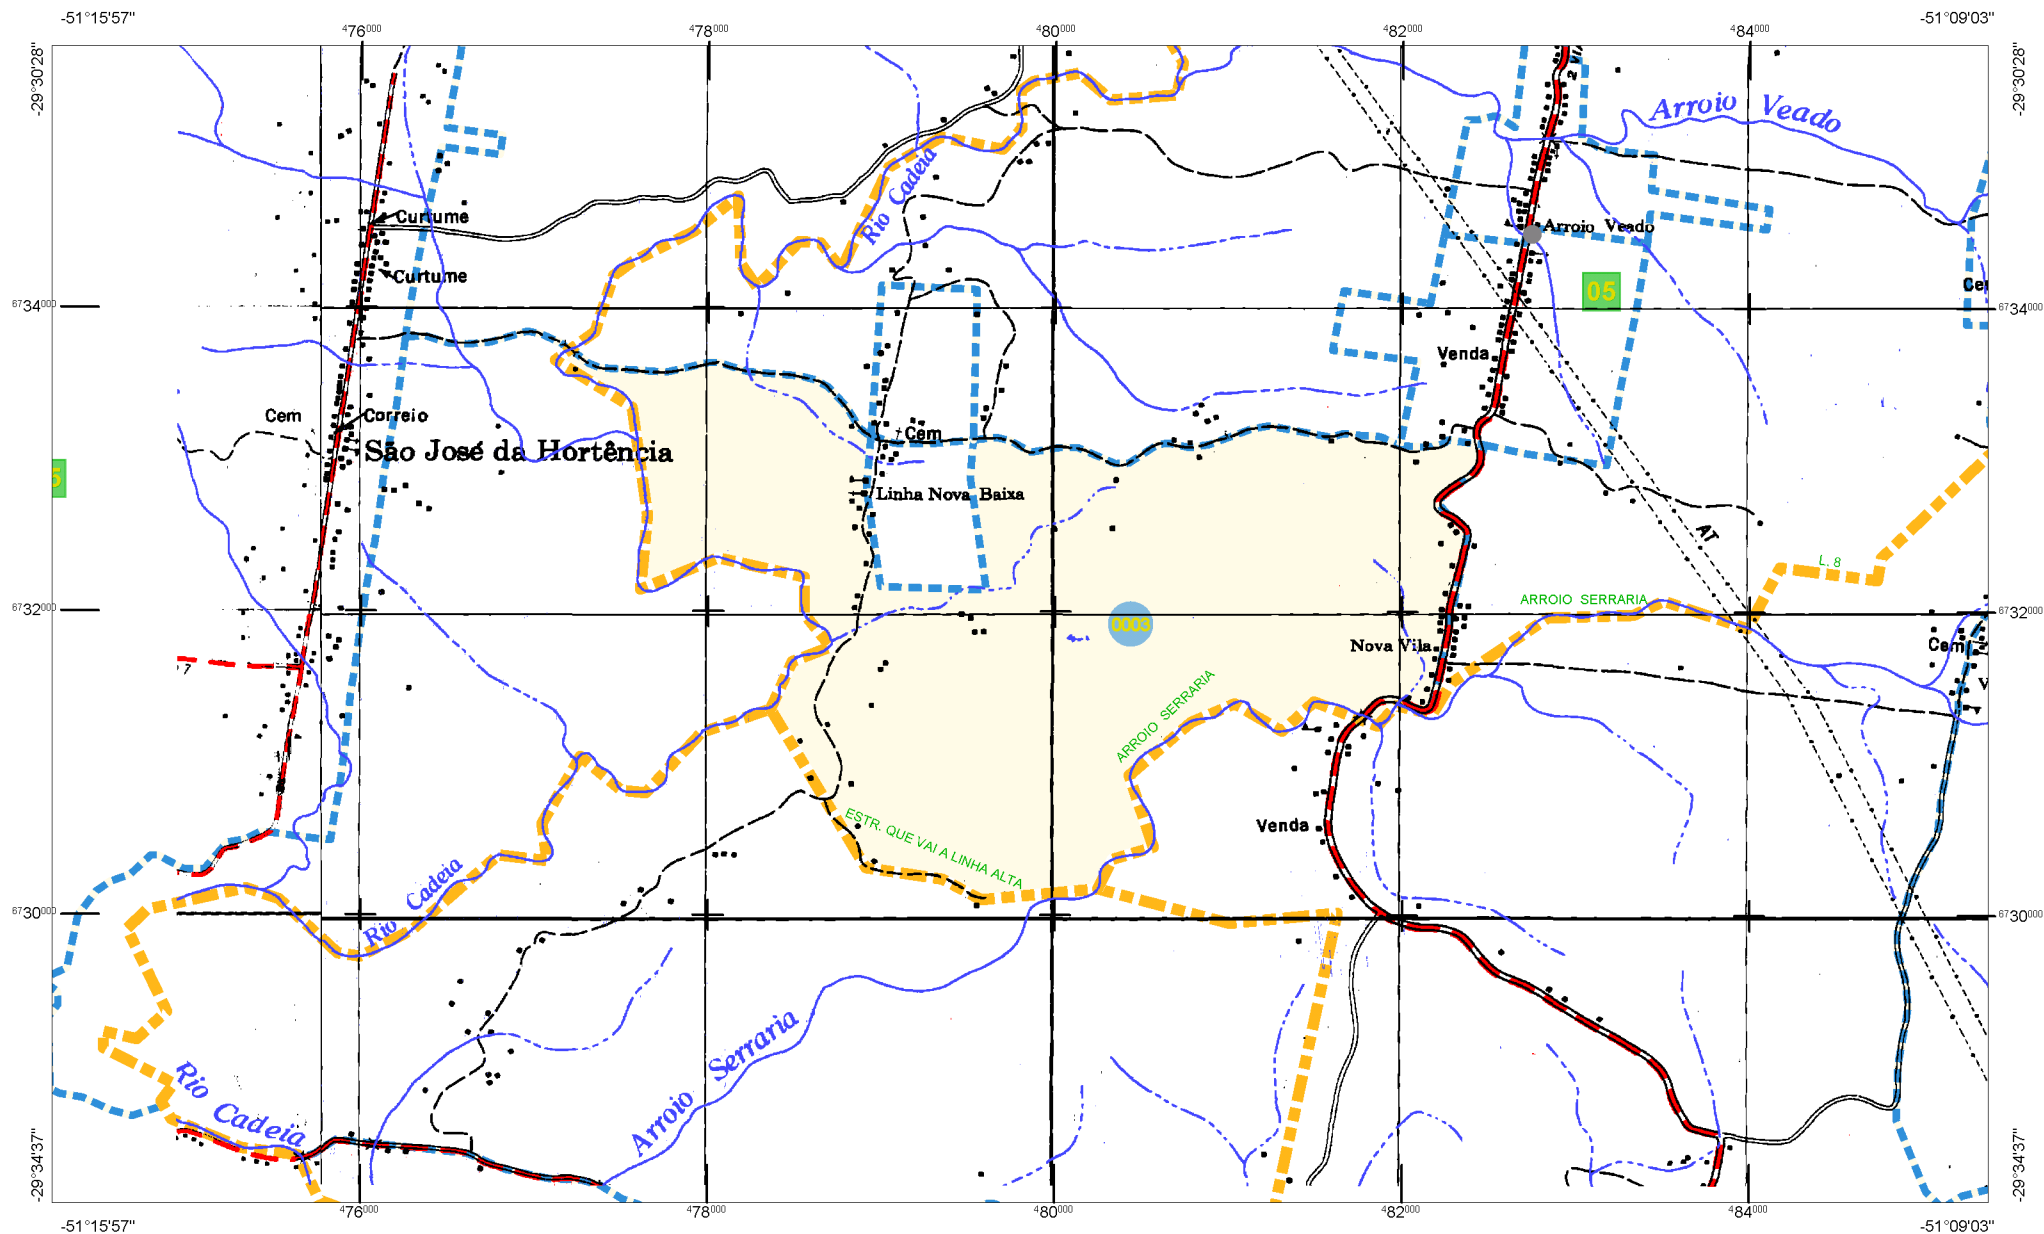 -51°15'57"
476000
478000
480000
482000
484000
-51°09'03"
-29°30'28"
-29°30'28"
Arroio Veado
Rio Cadeia
Curtume
Arroio Veado
Curtume
05
Cem
6734000
6734000
Venda
Cem
Correio
Cem
São José da Hortência
5
Linha Nova Baixa
AT
L. 8
ARROIO SERRARIA
6732000
6732000
0003
Nova Vila
Cem
7
V
ARROIO SERRARIA
ESTR. QUE VAI A LINHA ALTA
Venda
Rio Cadeia
6730000
6730000
Arroio Serraria
Rio Cadeia
-29°34'37"
-29°34'37"
-51°15'57"
476000
478000
480000
482000
484000
-51°09'03"